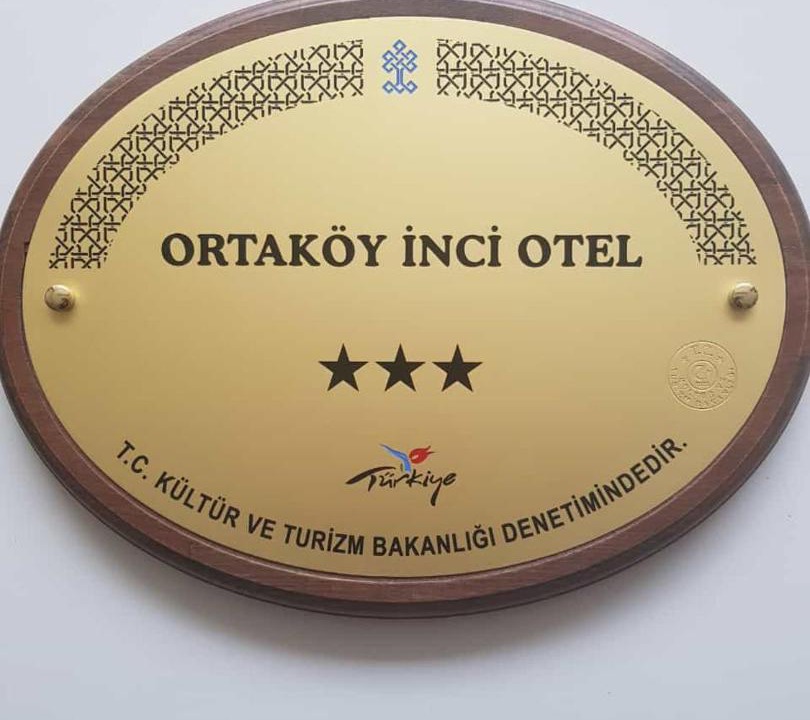 ORTAKÖY İNCİ OTEL
Türkiye
T.C. KÜLTÜR VE TURİZM BAKANLIĞI DENETİMİNDEDİR.